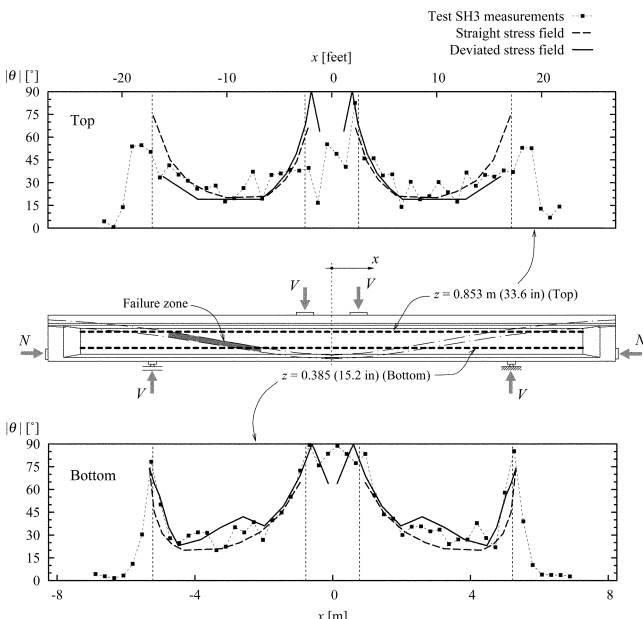 Test SH3 measurements
Straight stress field
Deviated stress field
x [feet]
|θ| [°]
-20 -10 0 10 20
90
75
60
45
30
15
0
Top
x
V V
z = 0.853 m (33.6 in) (Top)
Failure zone
N N
z = 0.385 (15.2 in) (Bottom)
V V
|θ| [°]
90
75
60
45
30
15
0
Bottom
-8 -4 0 4 8
x [m]